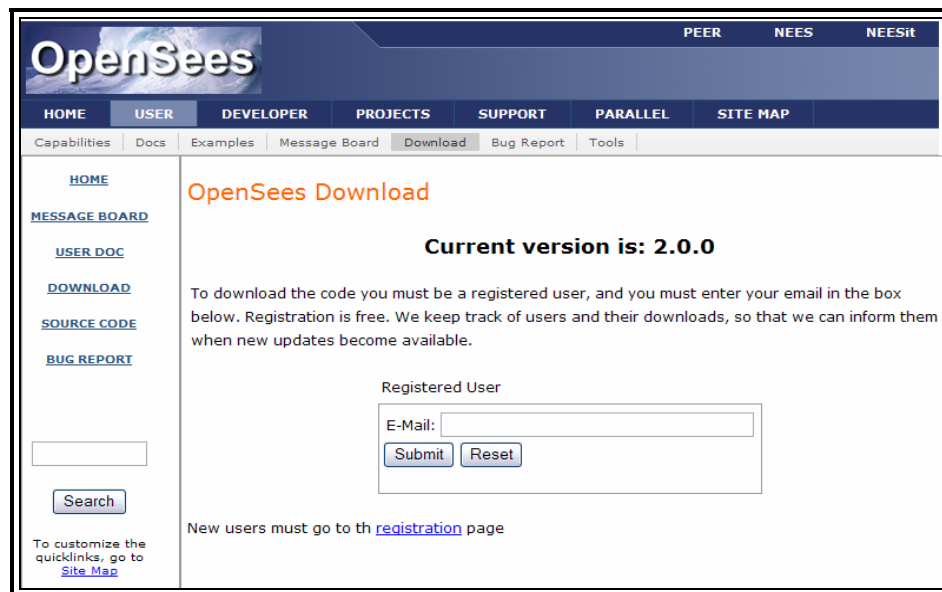 PEER NEES NEESit
OpenSees
HOME USER DEVELOPER PROJECTS SUPPORT PARALLEL SITE MAP
Capabilities Docs Examples Message Board Download Bug Report Tools
HOME
MESSAGE BOARD
USER DOC
DOWNLOAD
SOURCE CODE
BUG REPORT
Search
To customize the
quicklinks, go to
Site Map
OpenSees Download
Current version is: 2.0.0
To download the code you must be a registered user, and you must enter your email in the box
below. Registration is free. We keep track of users and their downloads, so that we can inform them
when new updates become available.
Registered User
E-Mail:
Submit Reset
New users must go to th registration page